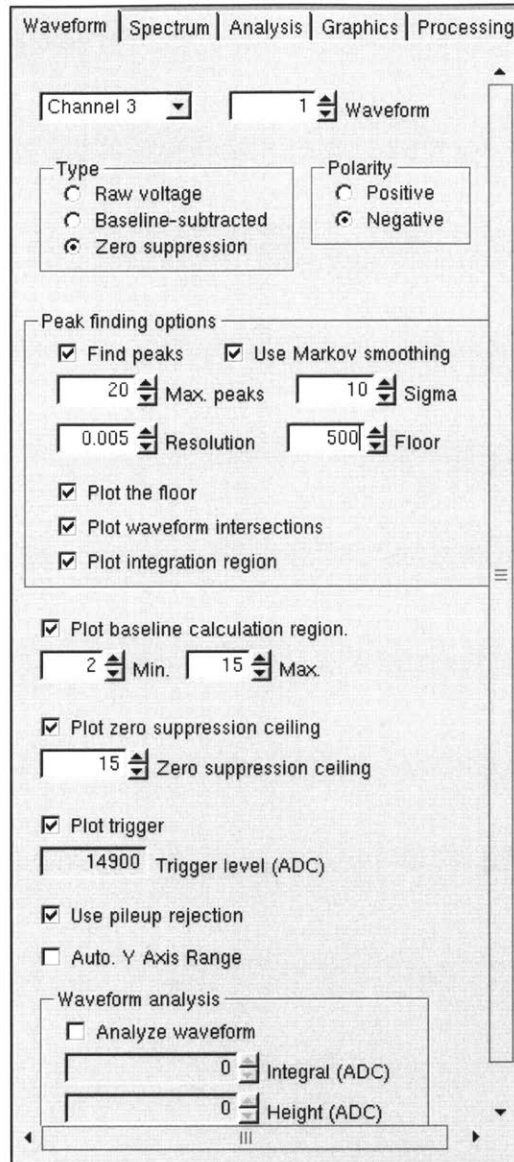 Waveform Spectrum Analysis Graphics Processing
Channel 3 1 Waveform
Type Polarity
Raw voltage Positive
Baseline-subtracted Negative
Zero suppression
Peak finding options
Find peaks Use Markov smoothing
20 Max. peaks 10 Sigma
0.005 Resolution 500 Floor
Plot the floor
Plot waveform intersections
Plot integration region
Plot baseline calculation region.
2 Min. 15 Max.
Plot zero suppression ceiling
15 Zero suppression ceiling
Plot trigger
14900 Trigger level (ADC)
Use pileup rejection
Auto. Y Axis Range
Waveform analysis
Analyze waveform
0 Integral (ADC)
0 Height (ADC)